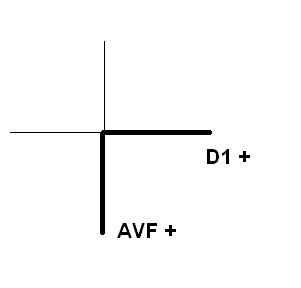 D1 +
AVF +